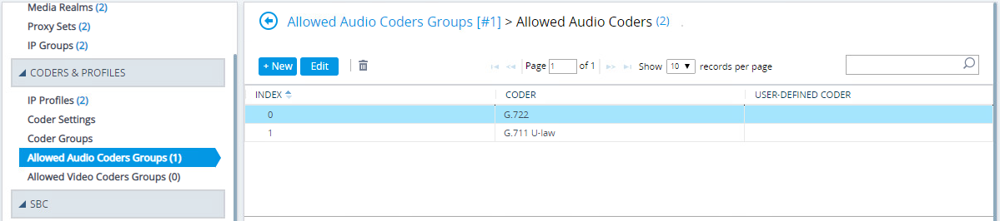 Media Realms (2)
Proxy Sets (2)
IP Groups (2)
CODERS & PROFILES
IP Profiles (2)
Coder Settings
Coder Groups
Allowed Audio Coders Groups (1)
Allowed Video Coders Groups (0)
SBC
Allowed Audio Coders Groups [#1] > Allowed Audio Coders (2) .
+ New Edit Page 1 of 1 Show 10 records per page
INDEX CODER USER-DEFINED CODER
0 G.722
1 G.711 U-law